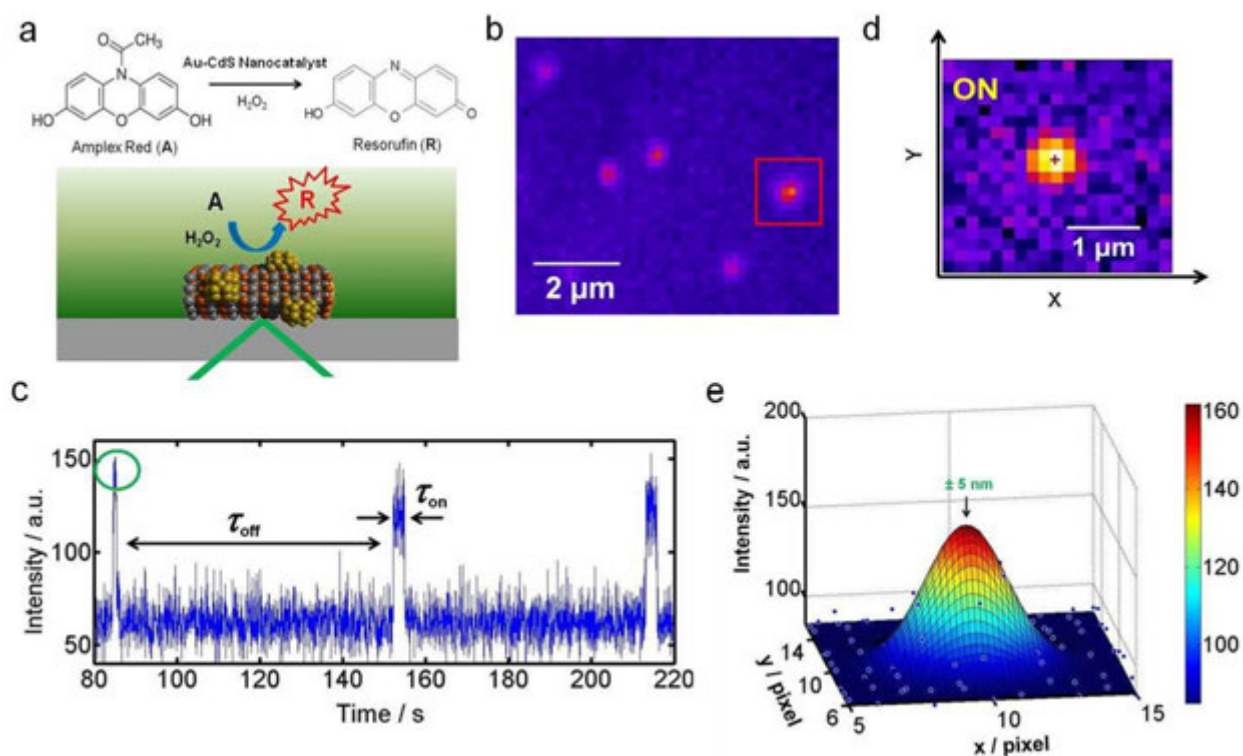 a
O
CH₃
N
HO
O
OH
Amplex Red (A)
Au-CdS Nanocatalyst
H₂O₂
N
HO
O
O
Resorufin (R)
A
H₂O₂
R
b
2 µm
d
ON
Y
1 µm
X
c
Intensity / a.u.
150
100
50
τoff
τon
80 100 120 140 160 180 200 220
Time / s
e
Intensity / a.u.
200
150
100
± 5 nm
14
10
6
y / pixel
5 10 15
x / pixel
160
140
120
100